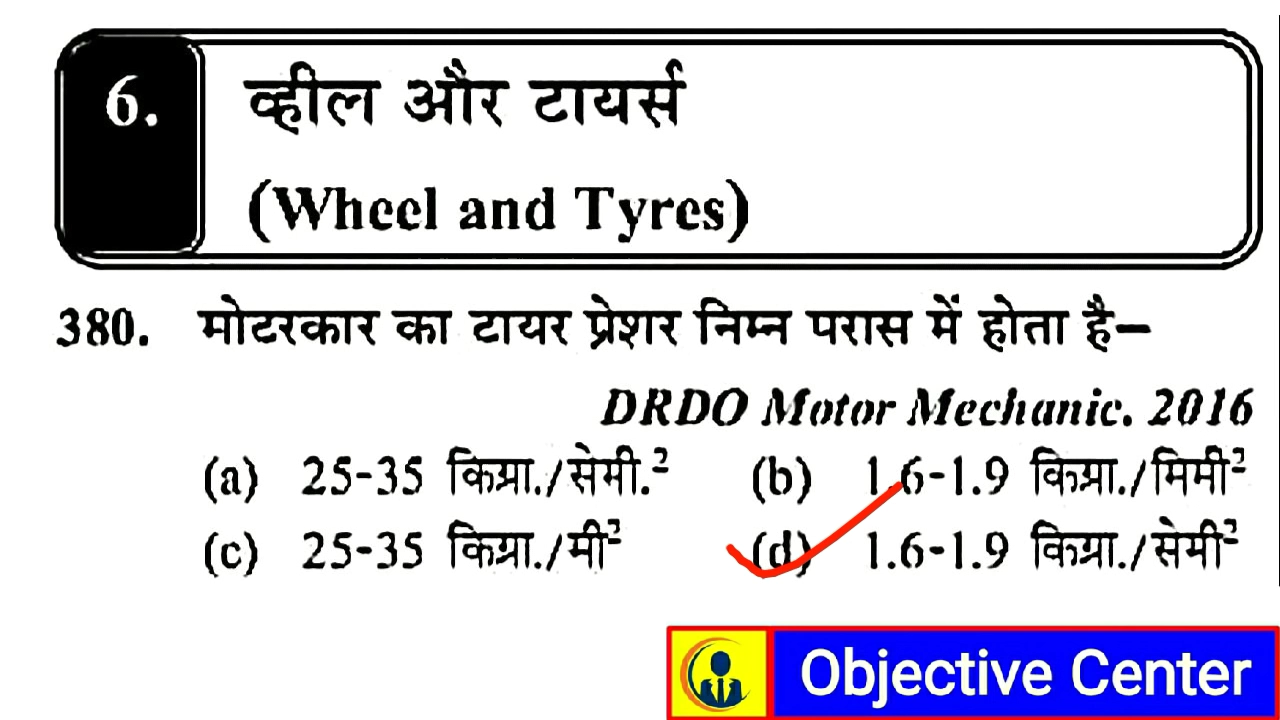 6. व्हील और टायर्स
(Wheel and Tyres)
380. मोटरकार का टायर प्रेशर निम्न परास में होता है–
DRDO Motor Mechanic. 2016
(a) 25-35 किग्रा./सेमी.² (b) 1.6-1.9 किग्रा./मिमी²
(c) 25-35 किग्रा./मी² (d) 1.6-1.9 किग्रा./सेमी²
Objective Center